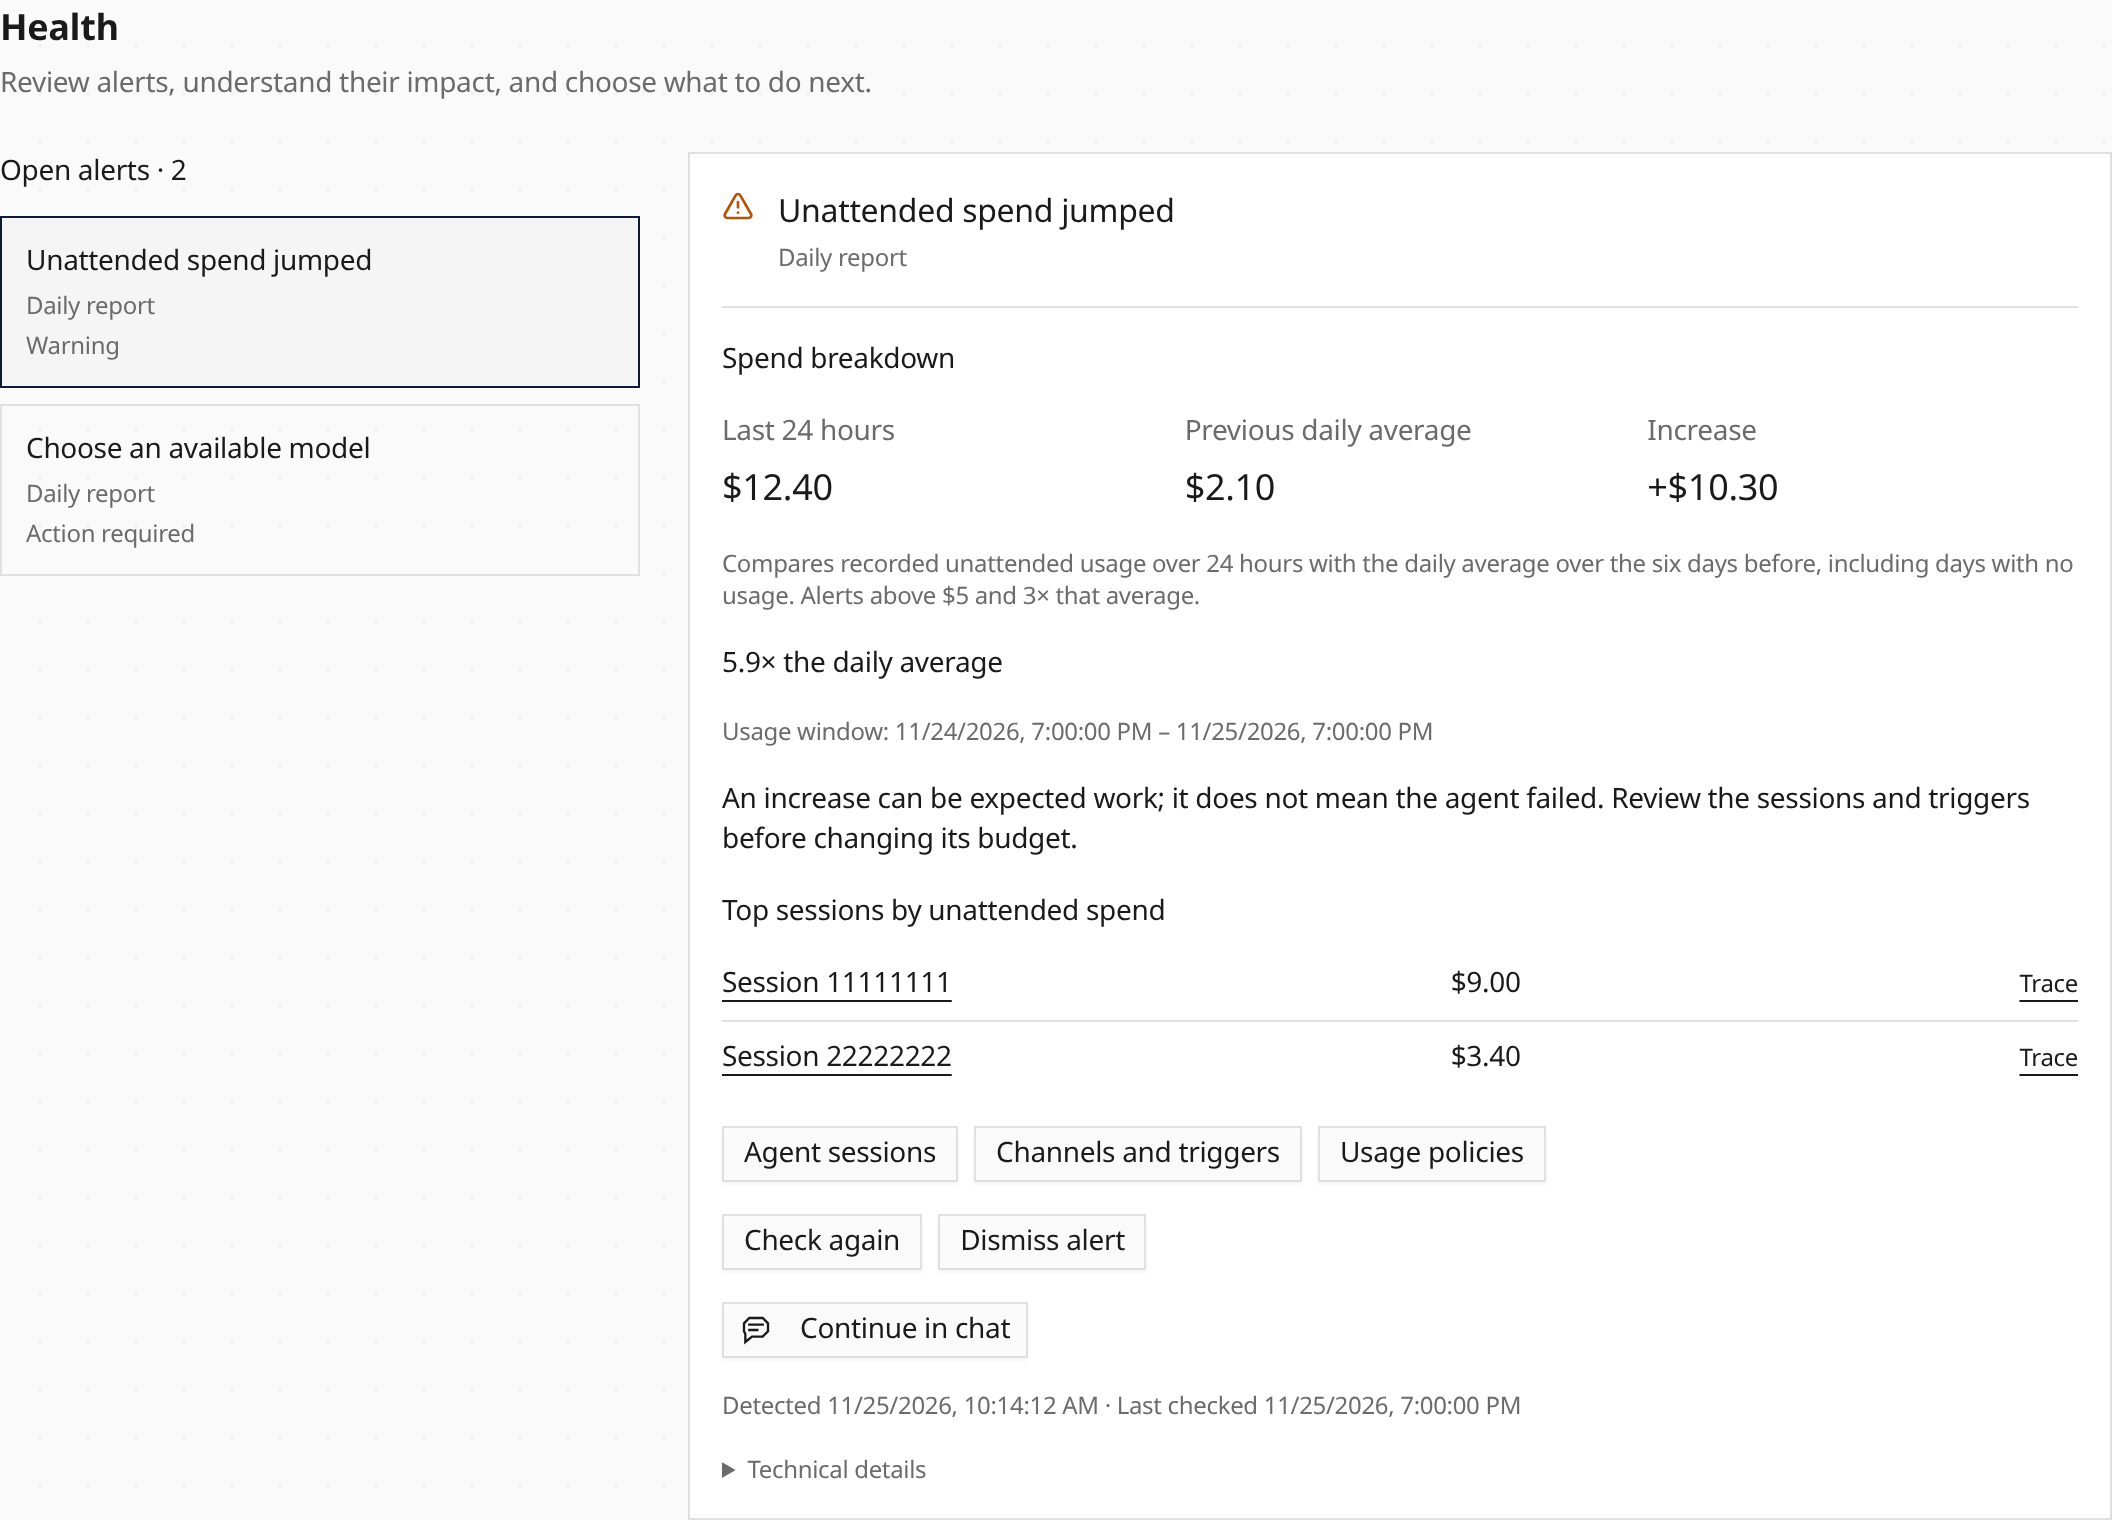 Health
Review alerts, understand their impact, and choose what to do next.
Open alerts · 2
Unattended spend jumped
Daily report
Warning
Choose an available model
Daily report
Action required
Unattended spend jumped
Daily report
Spend breakdown
Last 24 hours
$12.40
Previous daily average
$2.10
Increase
+$10.30
Compares recorded unattended usage over 24 hours with the daily average over the six days before, including days with no
usage. Alerts above $5 and 3× that average.
5.9× the daily average
Usage window: 11/24/2026, 7:00:00 PM – 11/25/2026, 7:00:00 PM
An increase can be expected work; it does not mean the agent failed. Review the sessions and triggers
before changing its budget.
Top sessions by unattended spend
Session 11111111 $9.00 Trace
Session 22222222 $3.40 Trace
Agent sessions Channels and triggers Usage policies
Check again Dismiss alert
Continue in chat
Detected 11/25/2026, 10:14:12 AM · Last checked 11/25/2026, 7:00:00 PM
Technical details